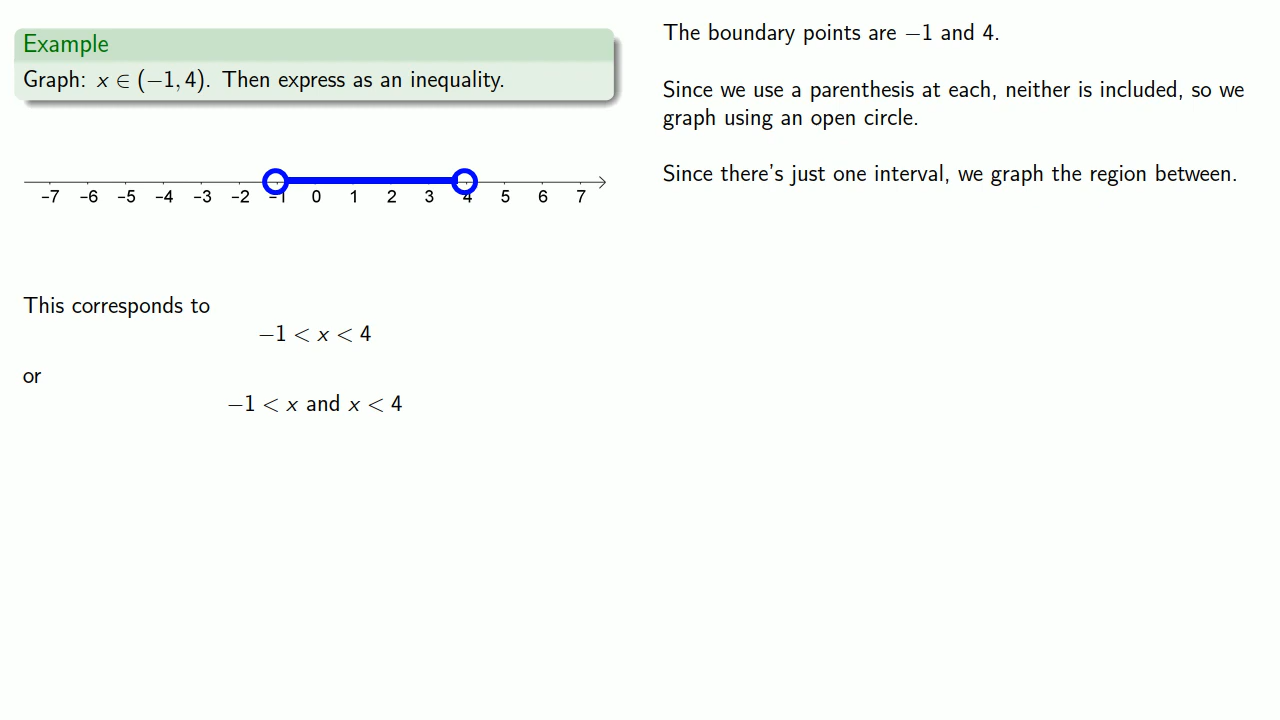 Example
Graph: x ∈ (−1, 4). Then express as an inequality.
-7 -6 -5 -4 -3 -2 -1 0 1 2 3 4 5 6 7
This corresponds to
−1 < x < 4
or
−1 < x and x < 4
The boundary points are −1 and 4.
Since we use a parenthesis at each, neither is included, so we
graph using an open circle.
Since there's just one interval, we graph the region between.